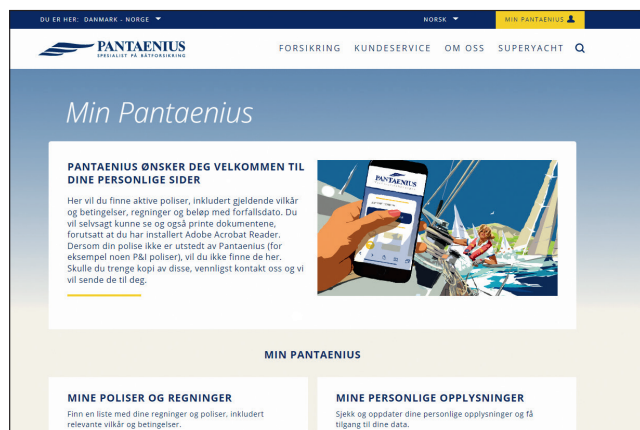 DU ER HER: DANMARK - NORGE
NORSK
MIN PANTAENIUS
PANTAENIUS
SPESIALIST PÅ BÅTFORSIKRING
FORSIKRING KUNDESERVICE OM OSS SUPERYACHT
Min Pantaenius
PANTAENIUS ØNSKER DEG VELKOMMEN TIL
DINE PERSONLIGE SIDER
Her vil du finne aktive poliser, inkludert gjeldende vilkår
og betingelser, regninger og beløp med forfallsdato. Du
vil selvsagt kunne se og også printe dokumentene,
forutsatt at du har installert Adobe Acrobat Reader.
Dersom din polise ikke er utstedt av Pantaenius (for
eksempel noen P&I poliser), vil du ikke finne de her.
Skulle du trenge kopi av disse, vennligst kontakt oss og vi
vil sende de til deg.
PANTAENIUS
MIN PANTAENIUS
MINE POLISER OG REGNINGER
Finn en liste med dine regninger og poliser, inkludert
relevante vilkår og betingelser.
MINE PERSONLIGE OPPLYSNINGER
Sjekk og oppdater dine personlige opplysninger og få
tilgang til dine data.